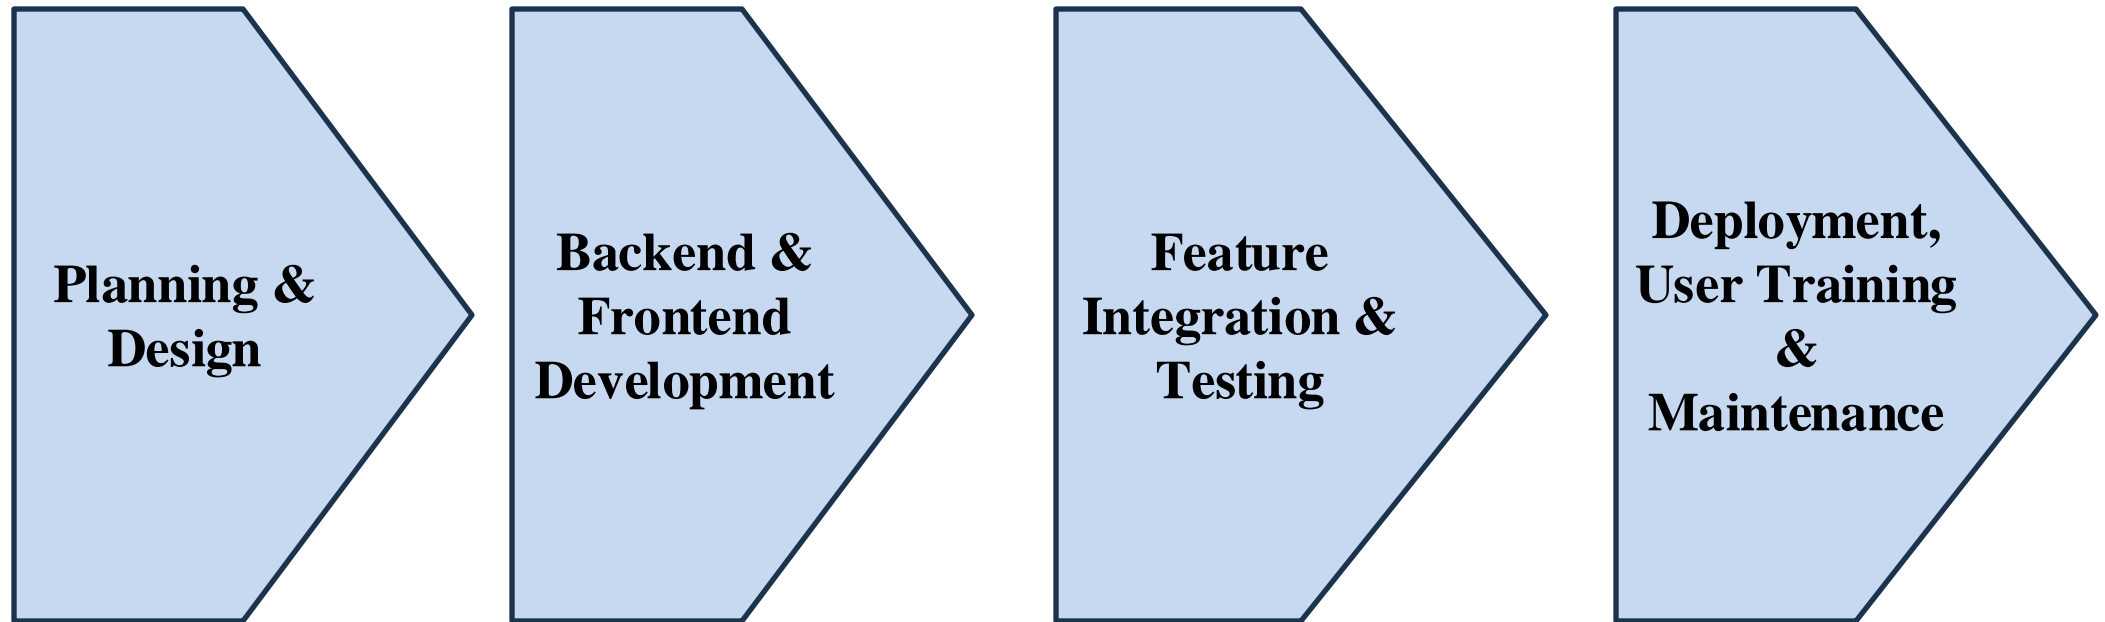 Planning &
Design
Backend &
Frontend
Development
Feature
Integration &
Testing
Deployment,
User Training
&
Maintenance